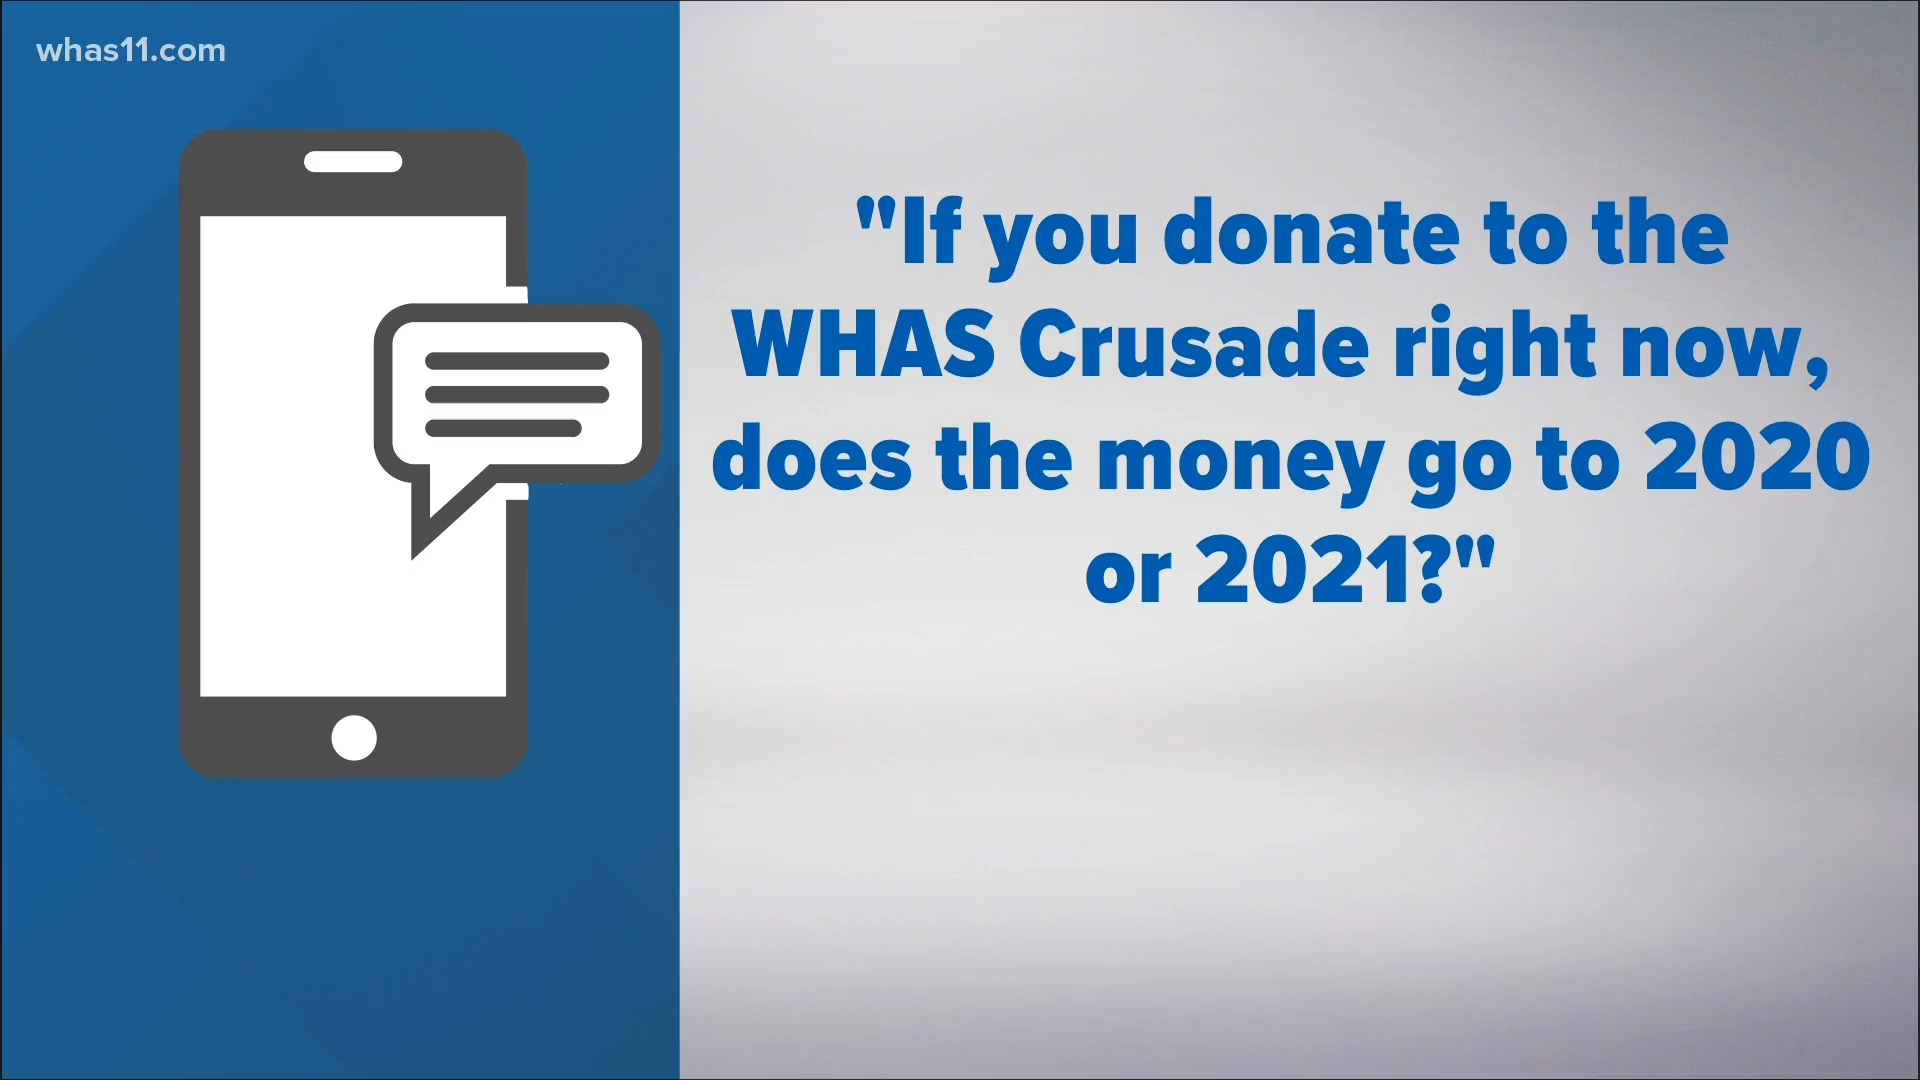 whas11.com
"If you donate to the
WHAS Crusade right now,
does the money go to 2020
or 2021?"